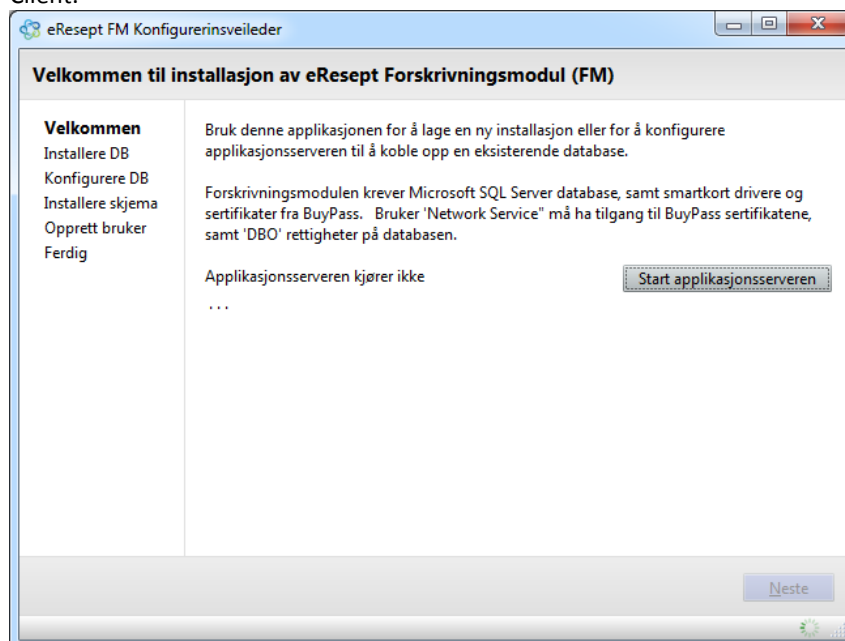 Client.
eResept FM Konfigurerinsveileder
Velkommen til installasjon av eResept Forskrivningsmodul (FM)
Velkommen
Installere DB
Konfigurere DB
Installere skjema
Opprett bruker
Ferdig
Bruk denne applikasjonen for å lage en ny installasjon eller for å konfigurere
applikasjonsserveren til å koble opp en eksisterende database.
Forskrivningsmodulen krever Microsoft SQL Server database, samt smartkort drivere og
sertifikater fra BuyPass. Bruker 'Network Service" må ha tilgang til BuyPass sertifikatene,
samt 'DBO' rettigheter på databasen.
Applikasjonsserveren kjører ikke
Start applikasjonsserveren
...
Neste